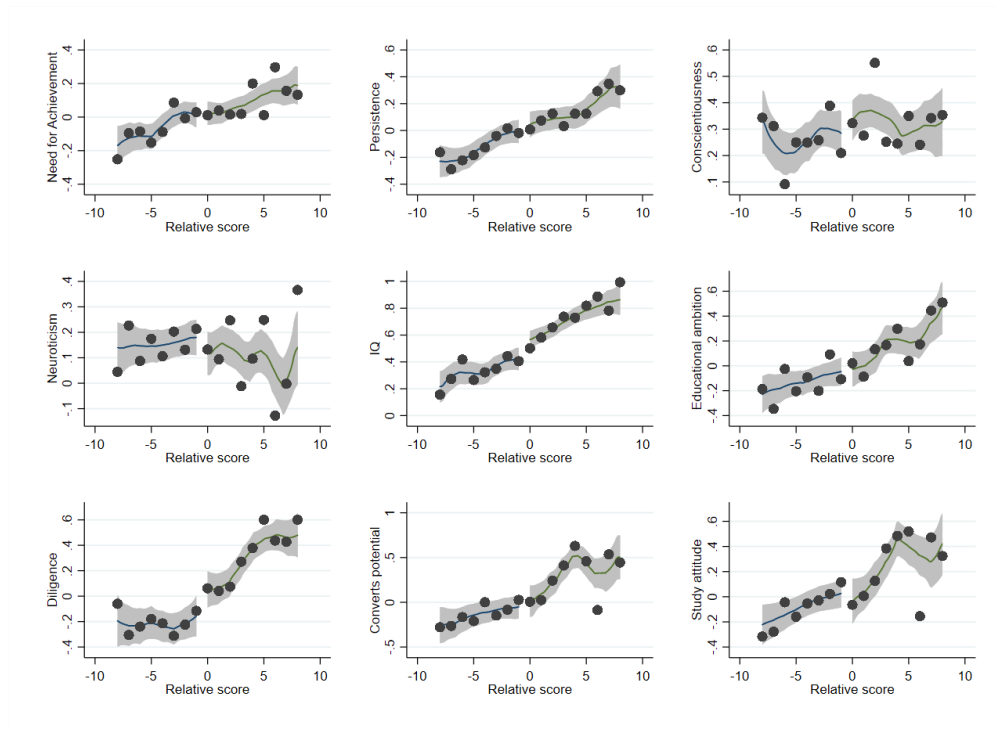 Need for Achievement
.4
.2
0
-.2
-.4
-10 -5 0 5 10
Relative score
Persistence
.6
.4
.2
0
-.2
-.4
-10 -5 0 5 10
Relative score
Conscientiousness
.6
.5
.4
.3
.2
.1
-10 -5 0 5 10
Relative score
Neuroticism
.4
.3
.2
.1
0
-.1
-10 -5 0 5 10
Relative score
IQ
1
.8
.6
.4
.2
0
-10 -5 0 5 10
Relative score
Educational ambition
.6
.4
.2
0
-.2
-.4
-10 -5 0 5 10
Relative score
Diligence
.6
.4
.2
0
-.2
-.4
-10 -5 0 5 10
Relative score
Converts potential
1
.5
0
-.5
-10 -5 0 5 10
Relative score
Study attitude
.6
.4
.2
0
-.2
-.4
-10 -5 0 5 10
Relative score